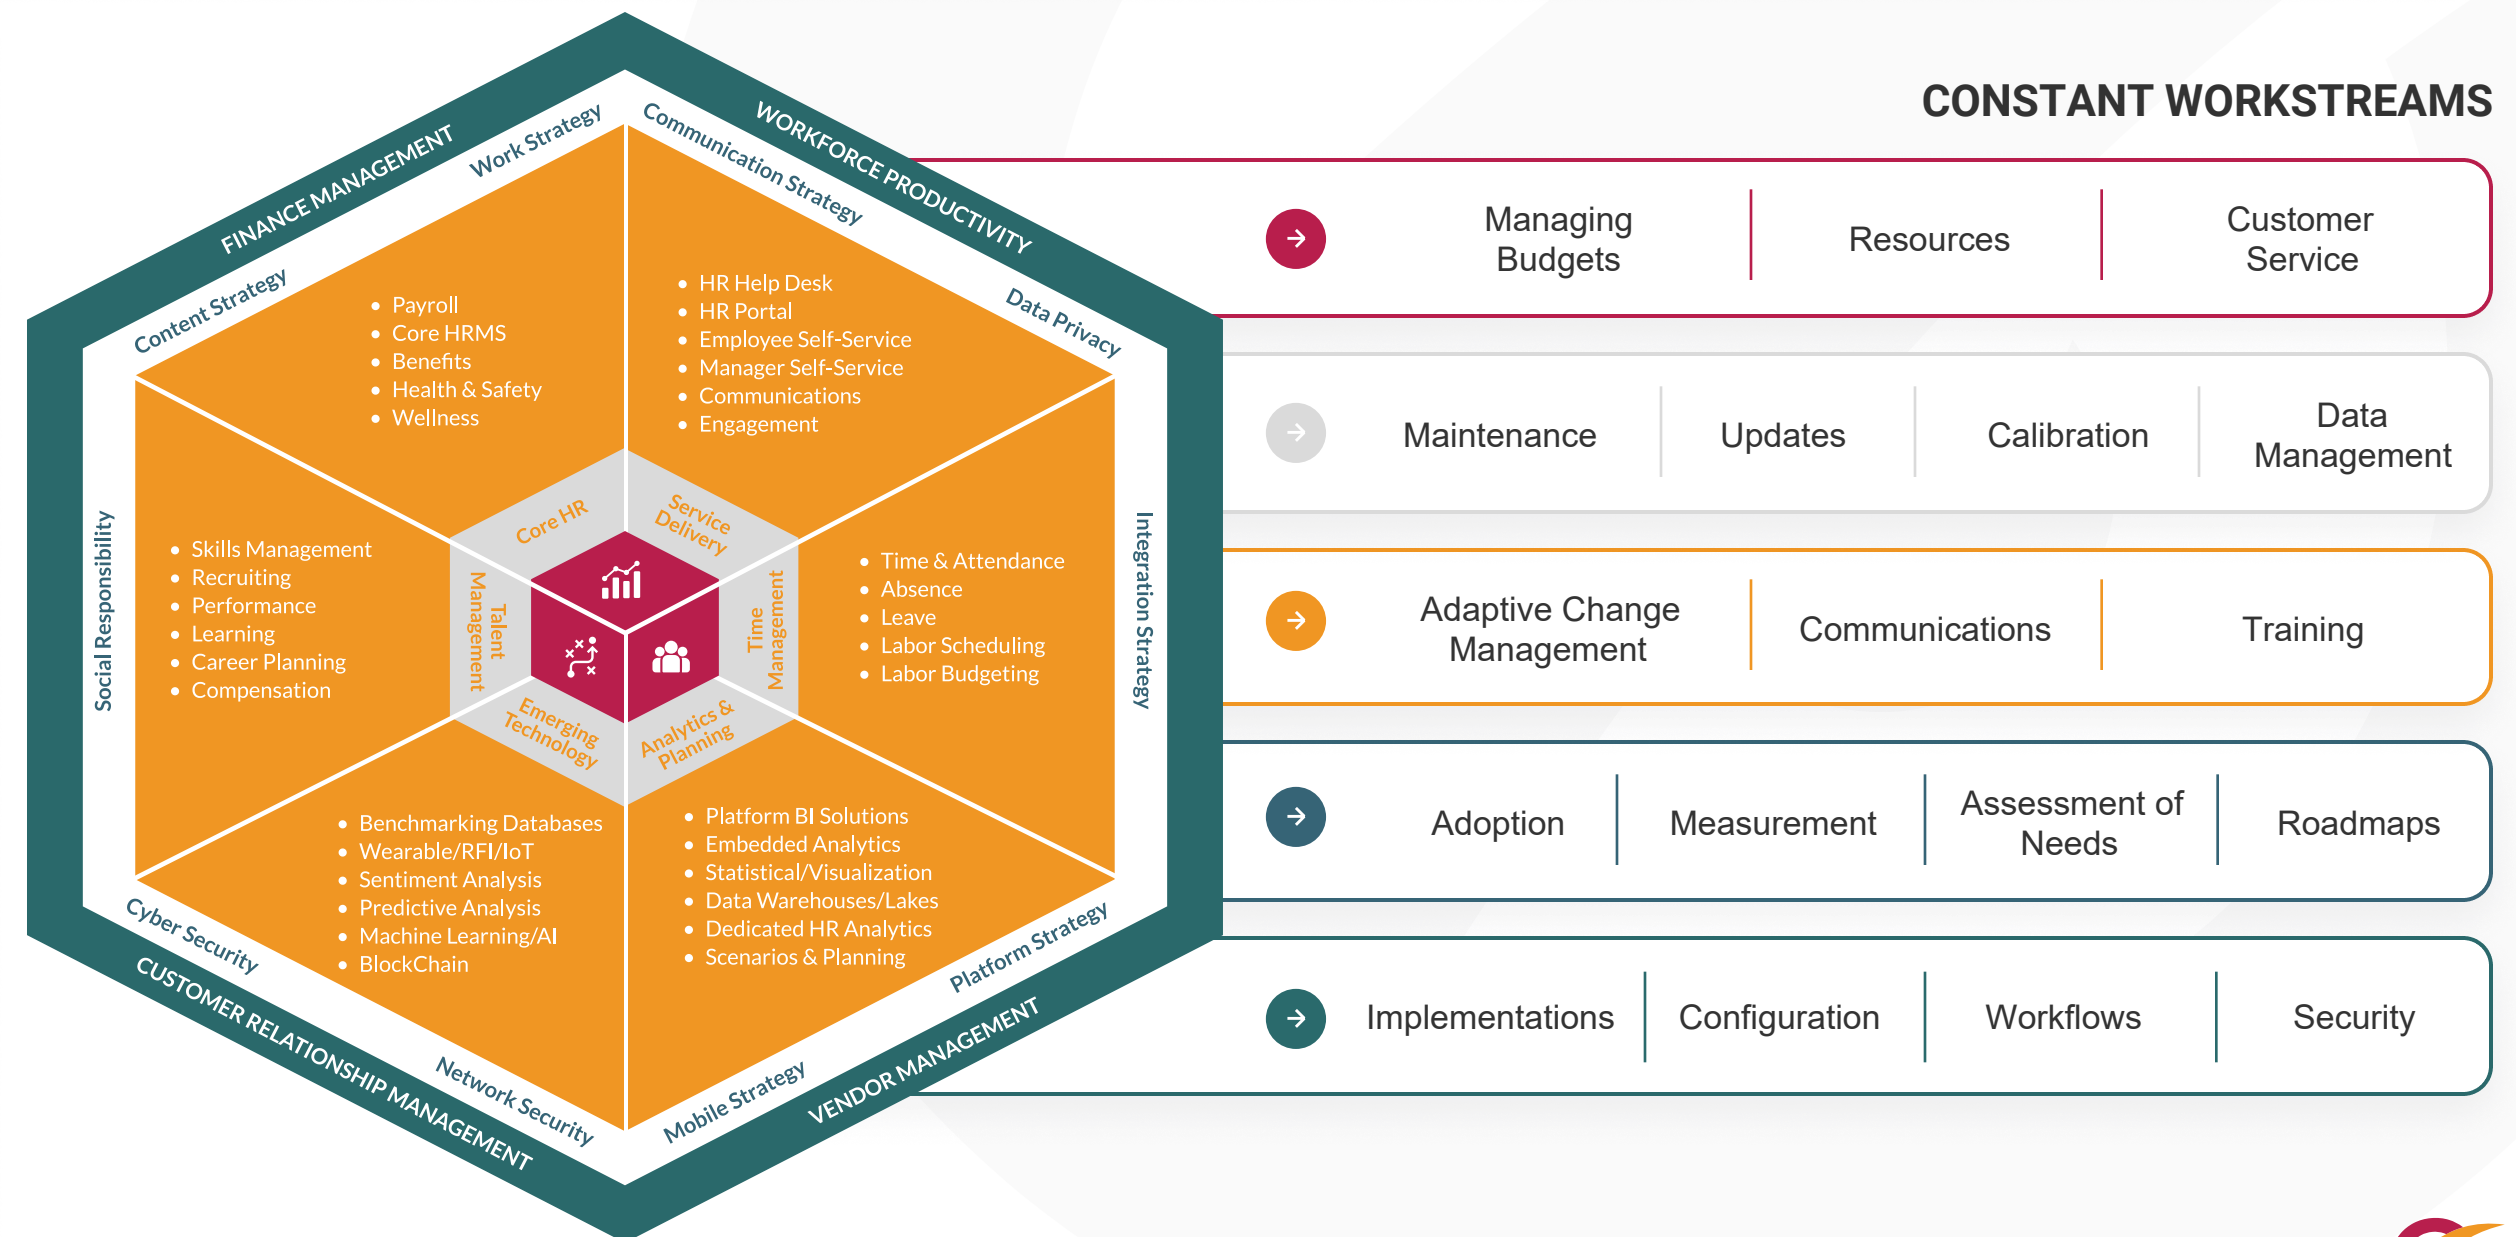 CONSTANT WORKSTREAMS
FINANCE MANAGEMENT
WORKFORCE PRODUCTIVITY
CUSTOMER RELATIONSHIP MANAGEMENT
VENDOR MANAGEMENT
Content Strategy
Work Strategy
Communication Strategy
Data Privacy
Integration Strategy
Platform Strategy
Mobile Strategy
Network Security
Cyber Security
Social Responsibility
• Payroll
• Core HRMS
• Benefits
• Health & Safety
• Wellness
• HR Help Desk
• HR Portal
• Employee Self-Service
• Manager Self-Service
• Communications
• Engagement
• Skills Management
• Recruiting
• Performance
• Learning
• Career Planning
• Compensation
• Time & Attendance
• Absence
• Leave
• Labor Scheduling
• Labor Budgeting
• Benchmarking Databases
• Wearable/RFI/IoT
• Sentiment Analysis
• Predictive Analysis
• Machine Learning/AI
• BlockChain
• Platform BI Solutions
• Embedded Analytics
• Statistical/Visualization
• Data Warehouses/Lakes
• Dedicated HR Analytics
• Scenarios & Planning
Core HR
Service
Delivery
Talent
Management
Time
Management
Emerging
Technology
Analytics &
Planning
Managing
Budgets
Resources
Customer
Service
Maintenance
Updates
Calibration
Data
Management
Adaptive Change
Management
Communications
Training
Adoption
Measurement
Assessment of
Needs
Roadmaps
Implementations
Configuration
Workflows
Security